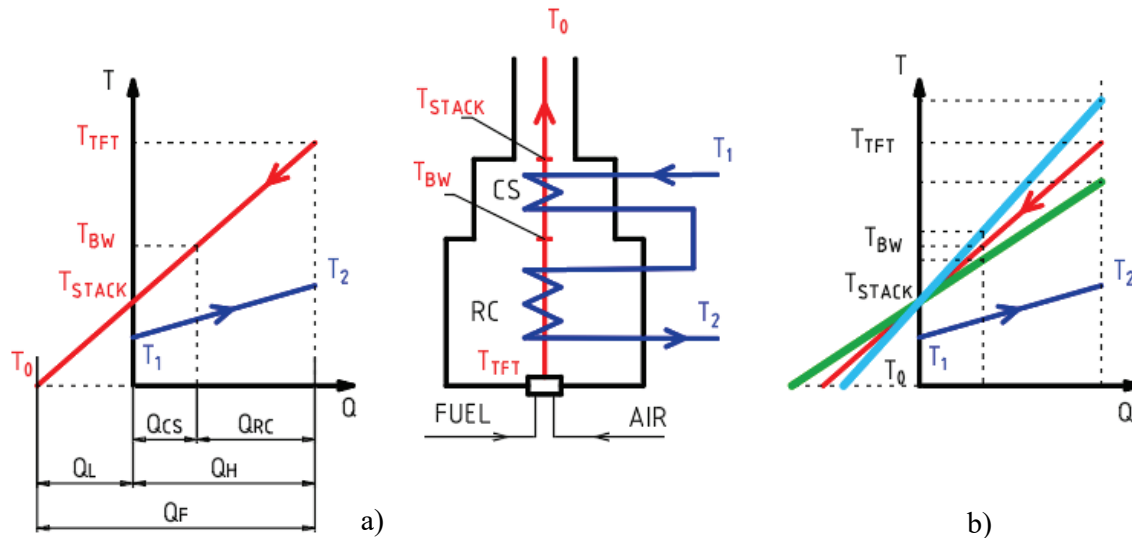 T
T_TFT
T_BW
T_STACK
T_0
T_1
T_2
Q
Q_CS
Q_RC
Q_L
Q_H
Q_F
a)
T_0
T_STACK
T_BW
CS
T_1
RC
T_2
T_TFT
FUEL
AIR
T
T_TFT
T_BW
T_STACK
T_0
T_1
T_2
Q
b)